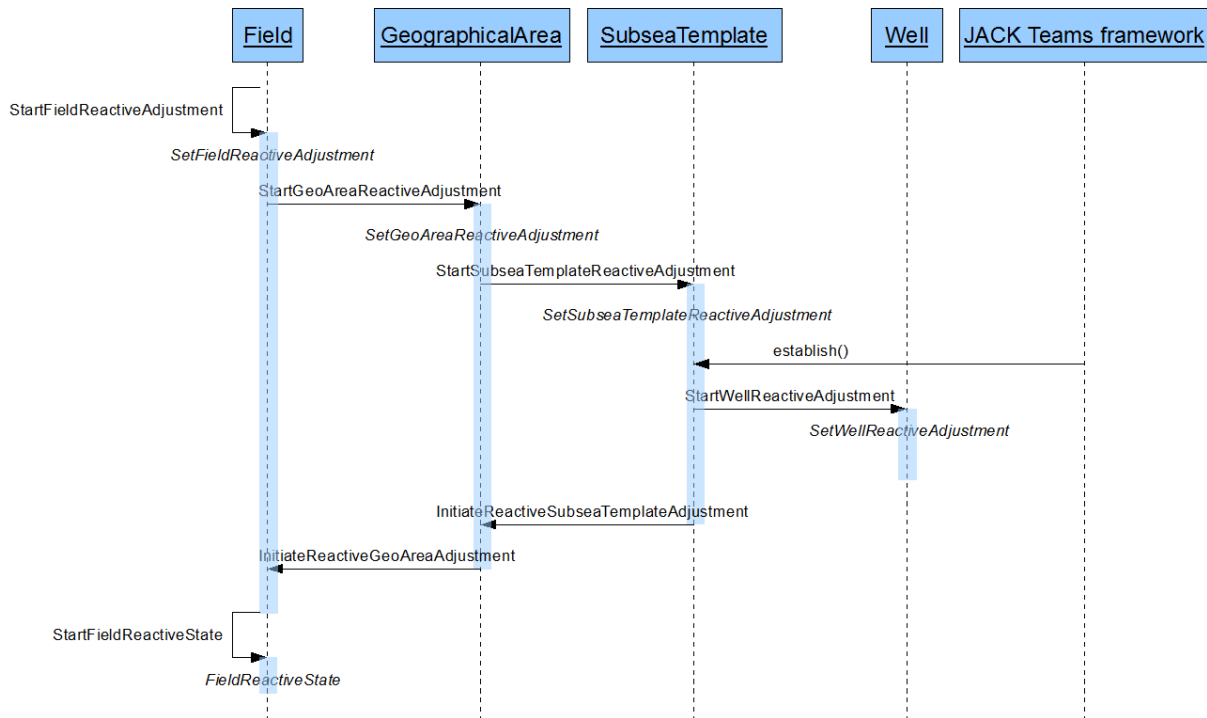 Field
GeographicalArea
SubseaTemplate
Well
JACK Teams framework
StartFieldReactiveAdjustment
SetFieldReactiveAdjustment
StartGeoAreaReactiveAdjustment
SetGeoAreaReactiveAdjustment
StartSubseaTemplateReactiveAdjustment
SetSubseaTemplateReactiveAdjustment
establish()
StartWellReactiveAdjustment
SetWellReactiveAdjustment
InitiateReactiveSubseaTemplateAdjustment
InitiateReactiveGeoAreaAdjustment
StartFieldReactiveState
FieldReactiveState